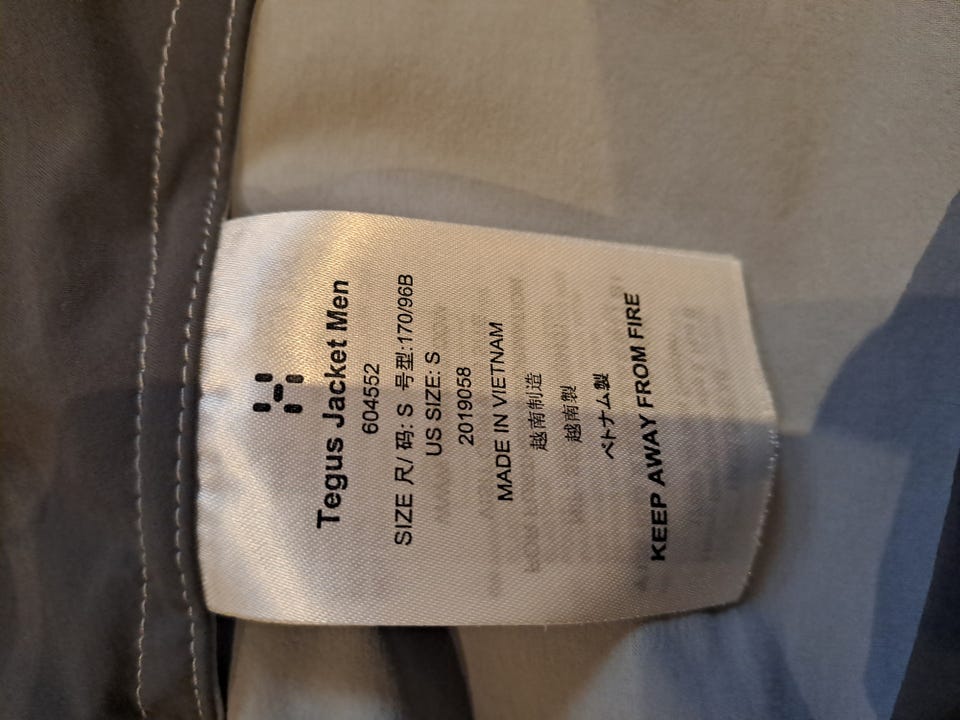 Tegus Jacket Men
604552
SIZE 尺/ 码: S 号型:170/96B
US SIZE: S
2019058
MADE IN VIETNAM
越南制造
越南製
ベトナム製
KEEP AWAY FROM FIRE